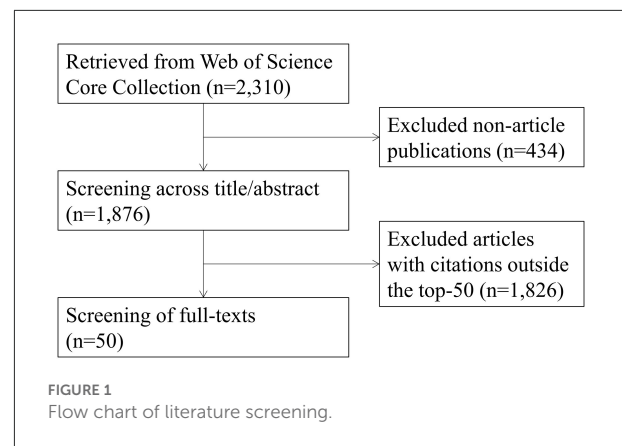 Retrieved from Web of Science
Core Collection (n=2,310)
Excluded non-article
publications (n=434)
Screening across title/abstract
(n=1,876)
Excluded articles
with citations outside
the top-50 (n=1,826)
Screening of full-texts
(n=50)
FIGURE 1
Flow chart of literature screening.